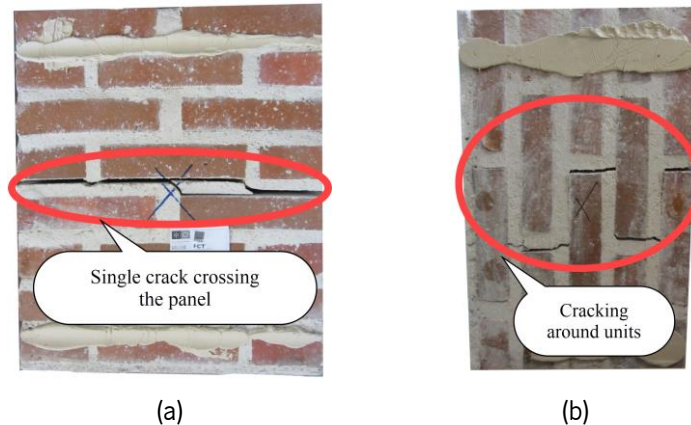 FCT
Single crack crossing
the panel
Cracking
around units
(a)
(b)